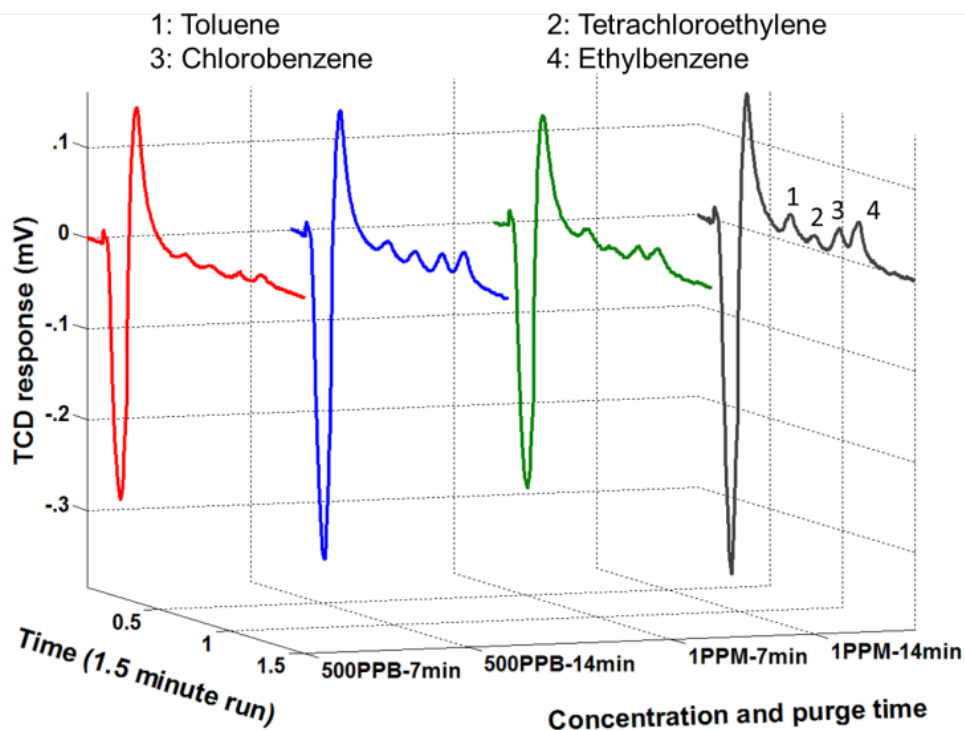 1: Toluene 2: Tetrachloroethylene
3: Chlorobenzene 4: Ethylbenzene
.1
0
-.1
-.2
-.3
TCD response (mV)
1 2 3 4
0.5
1
1.5
Time (1.5 minute run)
500PPB-7min 500PPB-14min 1PPM-7min 1PPM-14min
Concentration and purge time